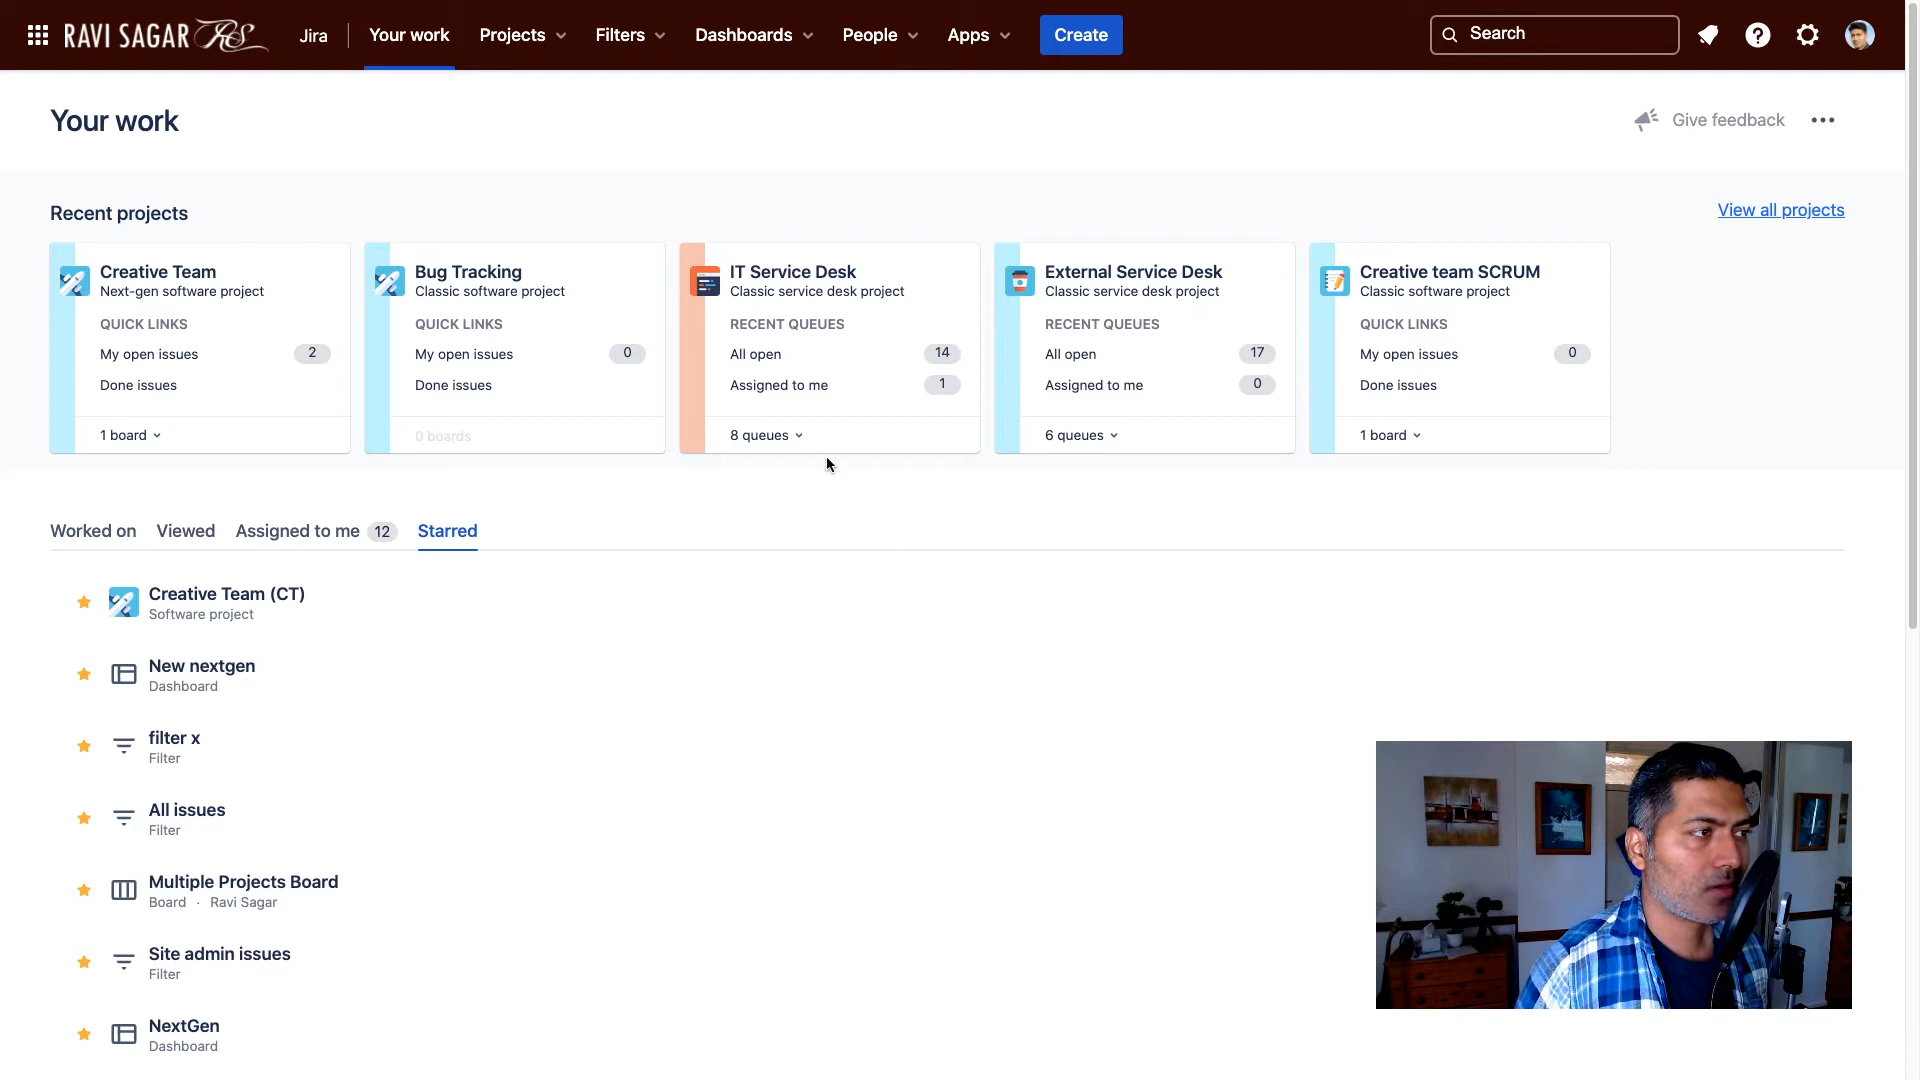 RAVI SAGAR RS
Jira
Your work
Projects
Filters
Dashboards
People
Apps
Create
Search
Your work
Give feedback
Recent projects
View all projects
Creative Team
Next-gen software project
QUICK LINKS
My open issues 2
Done issues
1 board
Bug Tracking
Classic software project
QUICK LINKS
My open issues 0
Done issues
0 boards
IT Service Desk
Classic service desk project
RECENT QUEUES
All open 14
Assigned to me 1
8 queues
External Service Desk
Classic service desk project
RECENT QUEUES
All open 17
Assigned to me 0
6 queues
Creative team SCRUM
Classic software project
QUICK LINKS
My open issues 0
Done issues
1 board
Worked on Viewed Assigned to me 12 Starred
Creative Team (CT)
Software project
New nextgen
Dashboard
filter x
Filter
All issues
Filter
Multiple Projects Board
Board · Ravi Sagar
Site admin issues
Filter
NextGen
Dashboard